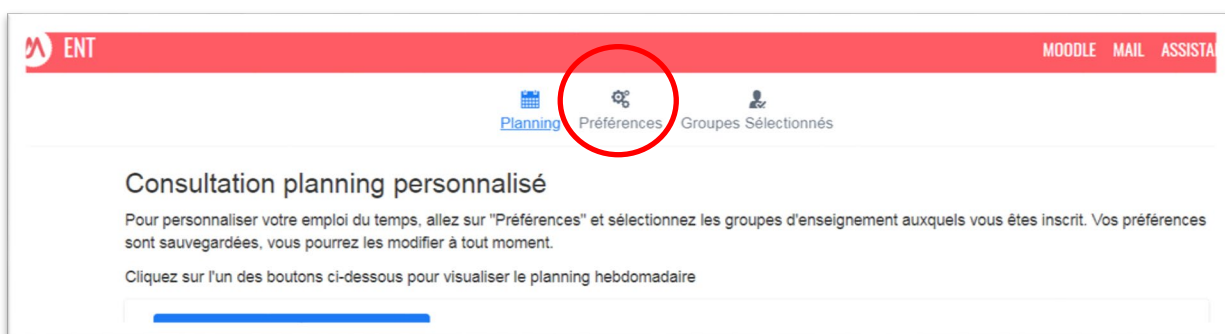 ENT
MOODLE MAIL ASSISTA
Planning Préférences Groupes Sélectionnés
Consultation planning personnalisé
Pour personnaliser votre emploi du temps, allez sur "Préférences" et sélectionnez les groupes d'enseignement auxquels vous êtes inscrit. Vos préférences
sont sauvegardées, vous pourrez les modifier à tout moment.
Cliquez sur l'un des boutons ci-dessous pour visualiser le planning hebdomadaire